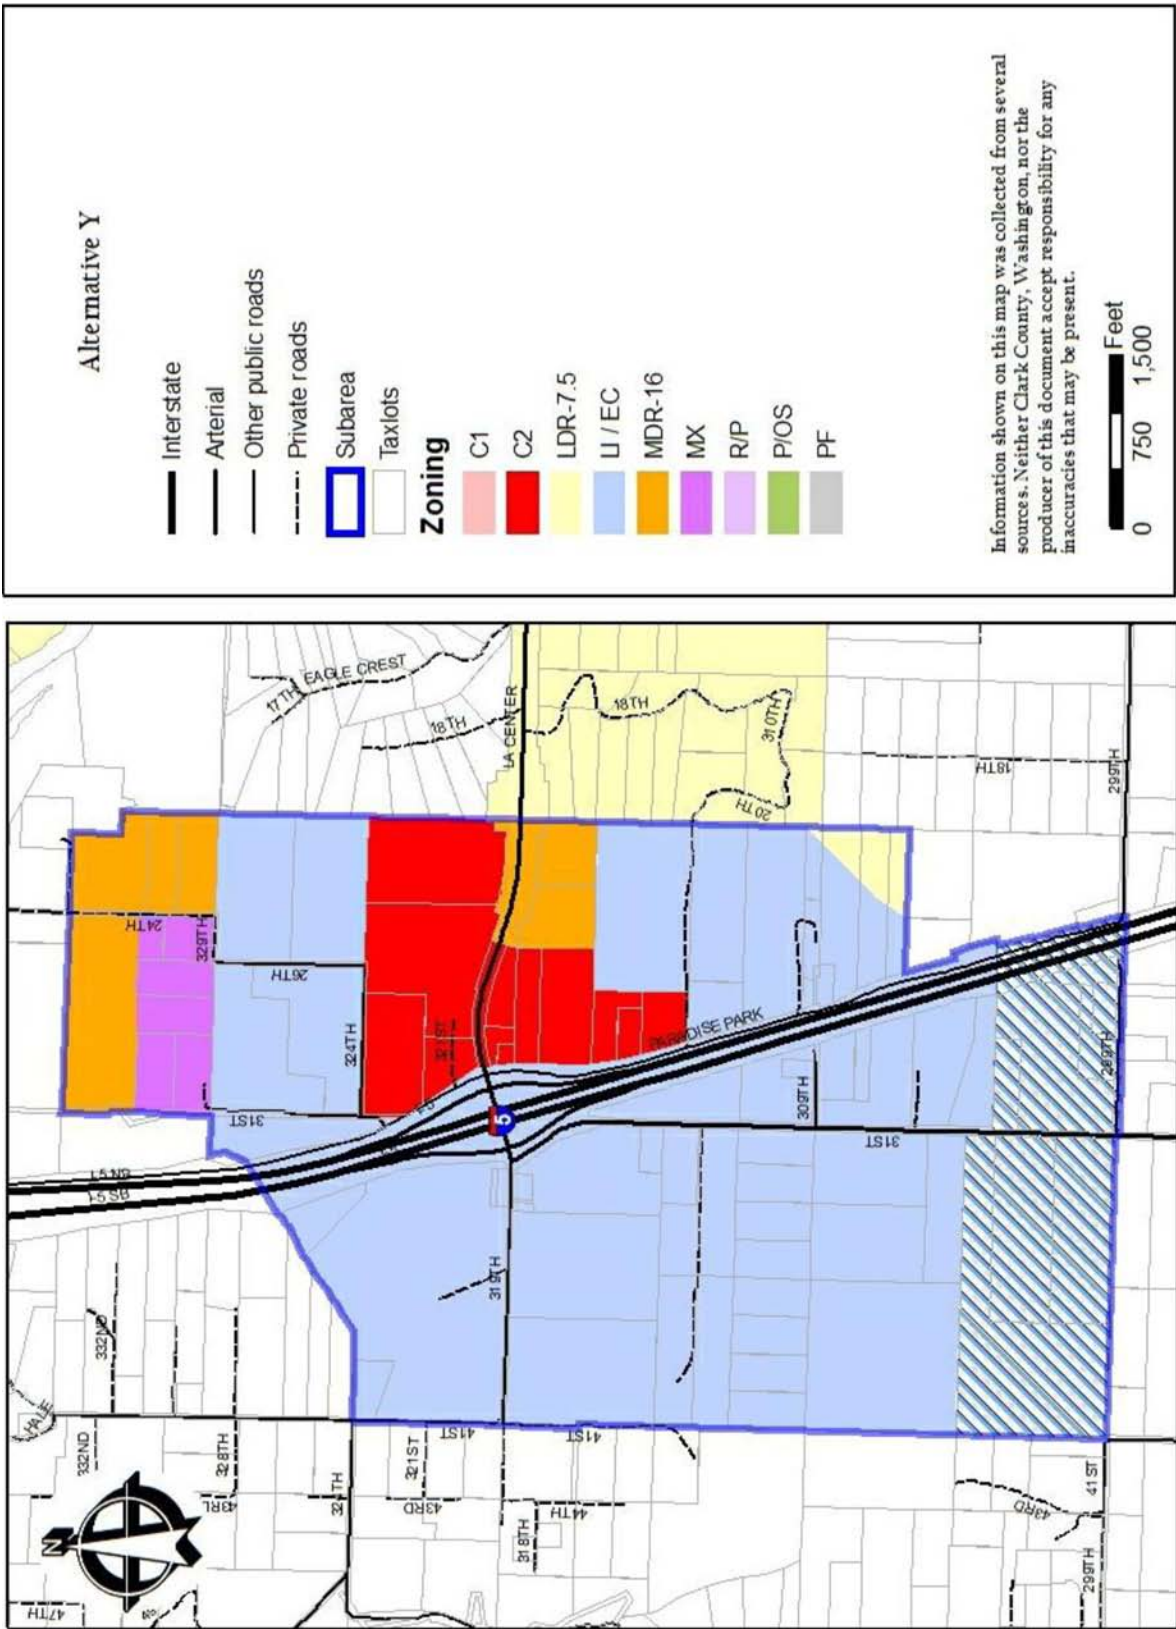 Alternative Y
Interstate
Arterial
Other public roads
Private roads
Subarea
Taxlots
Zoning
C1
C2
LDR-7.5
LI / EC
MDR-16
MX
R/P
P/OS
PF
Information shown on this map was collected from several
sources. Neither Clark County, Washington, nor the
producer of this document accept responsibility for any
inaccuracies that may be present.
Feet
0 750 1,500
N
47TH
332ND
332ND
328TH
43RD
321ST
41ST
41ST
44TH
318TH
43RD
41ST
299TH
I-5 NB
I-5 SB
31ST
24TH
329TH
26TH
324TH
319TH
5
PARADISE PARK
309TH
31ST
299TH
17TH
EAGLE CREST
18TH
LA CENTER
18TH
310TH
20TH
18TH
299TH